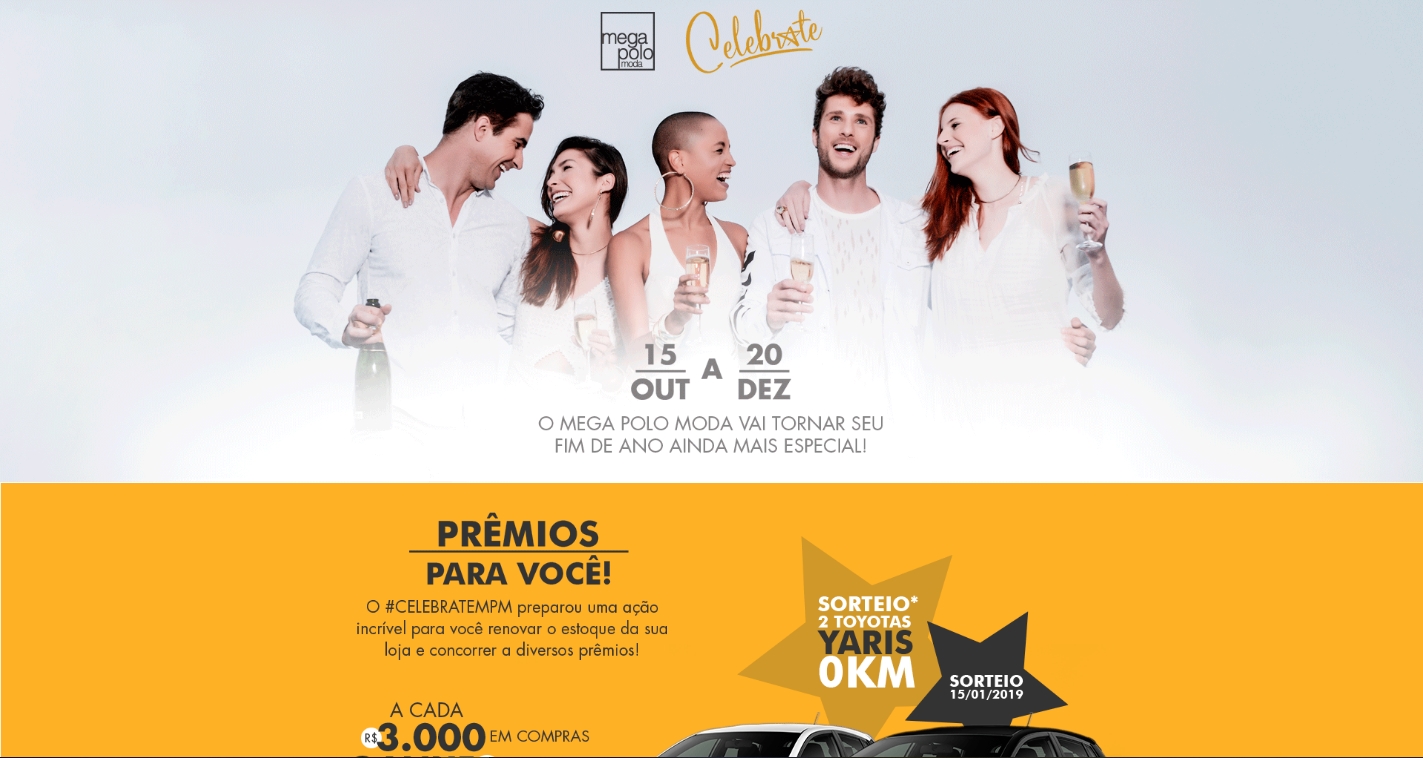 mega
polo
moda
Celebrate
15 A 20
OUT DEZ
O MEGA POLO MODA VAI TORNAR SEU
FIM DE ANO AINDA MAIS ESPECIAL!
PRÊMIOS
PARA VOCÊ!
O #CELEBRATEMPM preparou uma ação
incrível para você renovar o estoque da sua
loja e concorrer a diversos prêmios!
A CADA
R$3.000 EM COMPRAS
SORTEIO*
2 TOYOTAS
YARIS
0KM
SORTEIO
15/01/2019